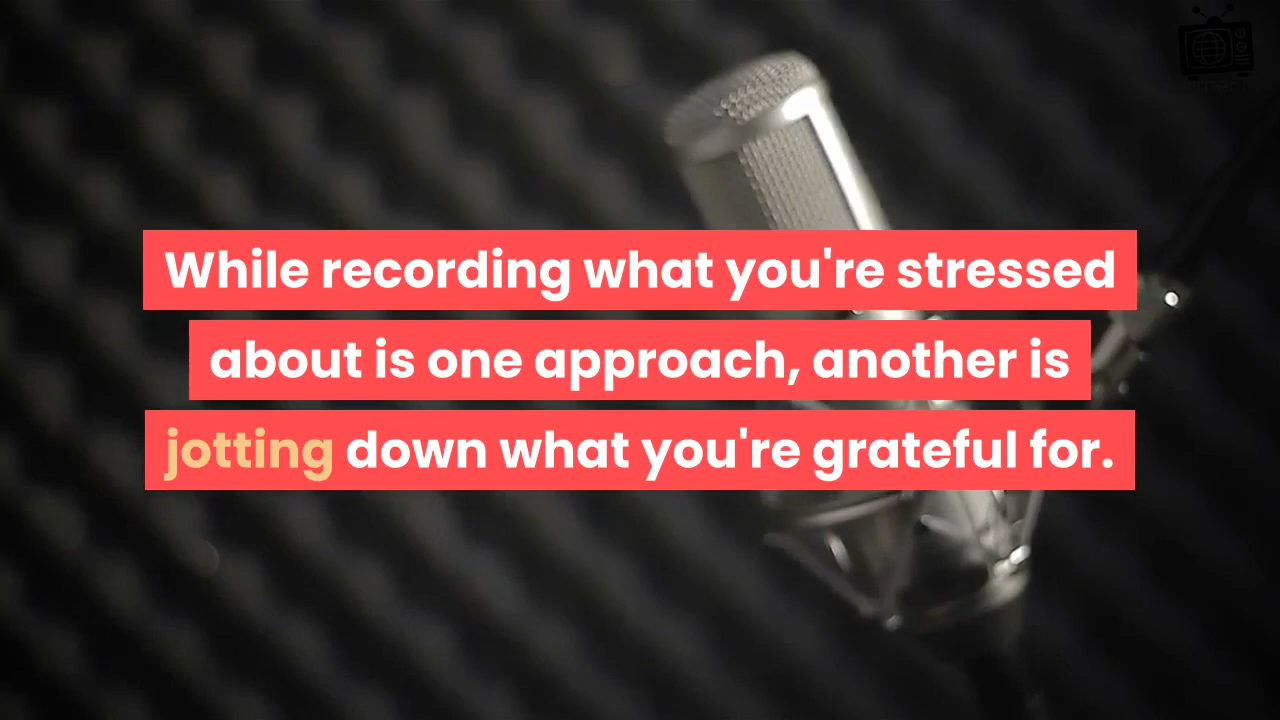 While recording what you're stressed
about is one approach, another is
jotting down what you're grateful for.